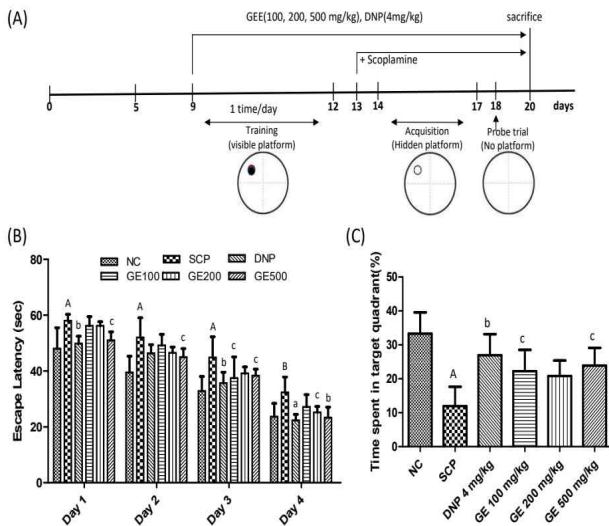 (A)
GEE(100, 200, 500 mg/kg), DNP(4mg/kg)
sacrifice
+ Scoplamine
0 5 9 12 13 14 17 18 20 days
1 time/day
Training
(visible platform)
Acquisition
(Hidden platform)
Probe trial
(No platform)
(B)
NC SCP DNP
GE100 GE200 GE500
Escape Latency (sec)
80
60
40
20
0
A b c
A c
A b c c
B a c b
Day 1 Day 2 Day 3 Day 4
(C)
Time spent in target quadrant(%)
50
40
30
20
10
0
A b c c
NC SCP DNP 4 mg/kg GE 100 mg/kg GE 200 mg/kg GE 500 mg/kg